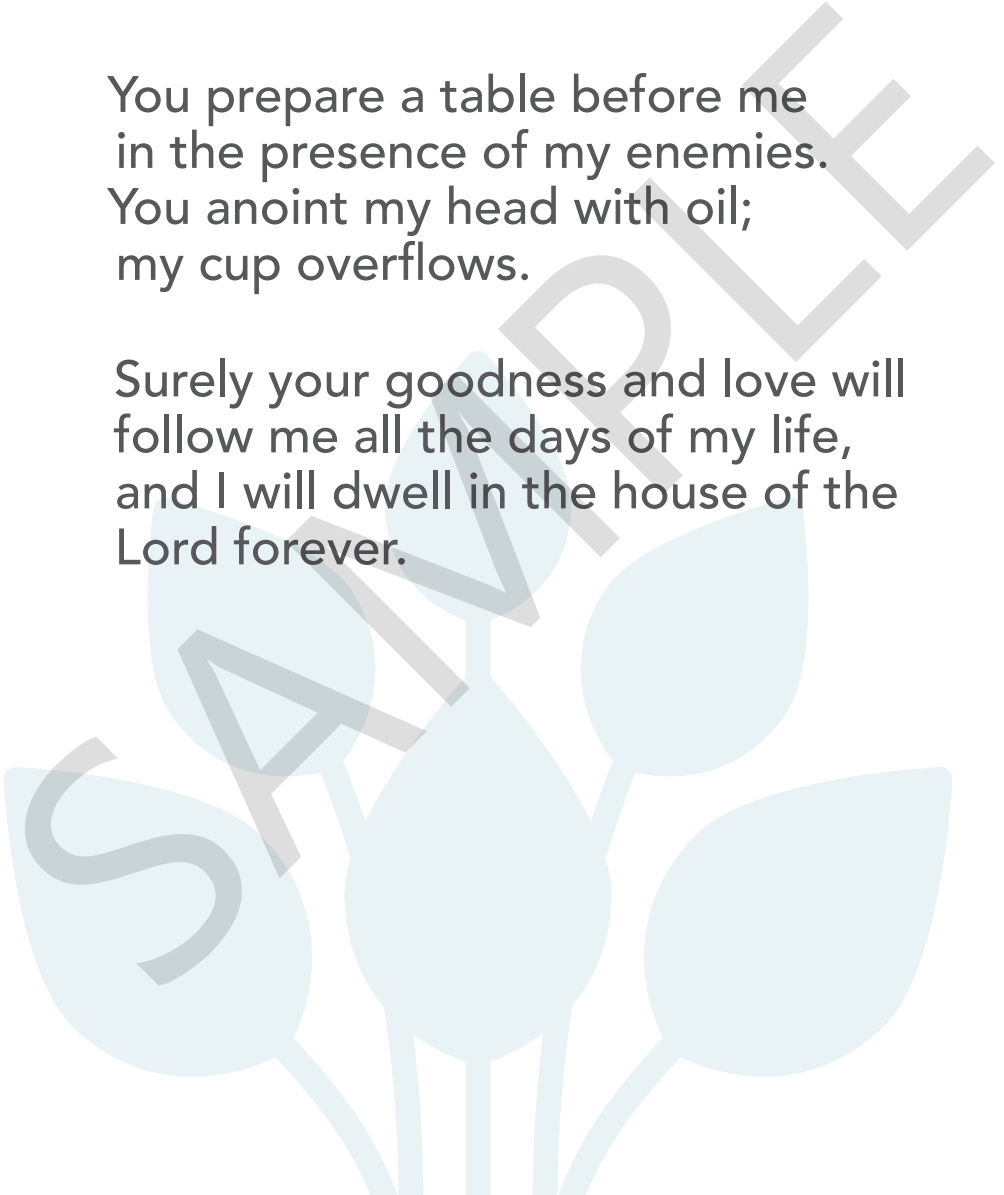 You prepare a table before me
in the presence of my enemies.
You anoint my head with oil;
my cup overflows.
Surely your goodness and love will
follow me all the days of my life,
and I will dwell in the house of the
Lord forever.
SAMPLE